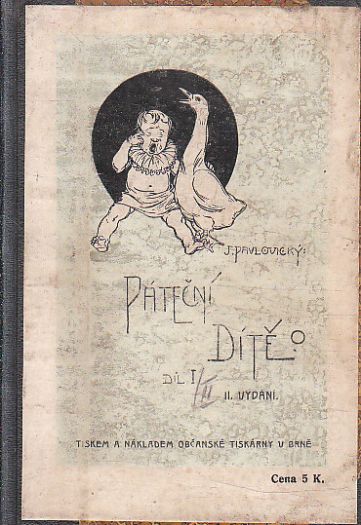 J. PAVLOVICKÝ:
PÁTEČNÍ
DÍTĚ.
DÍL I/II
II. VYDÁNÍ.
TISKEM A NÁKLADEM OBČANSKÉ TISKÁRNY V BRNĚ
Cena 5 K.